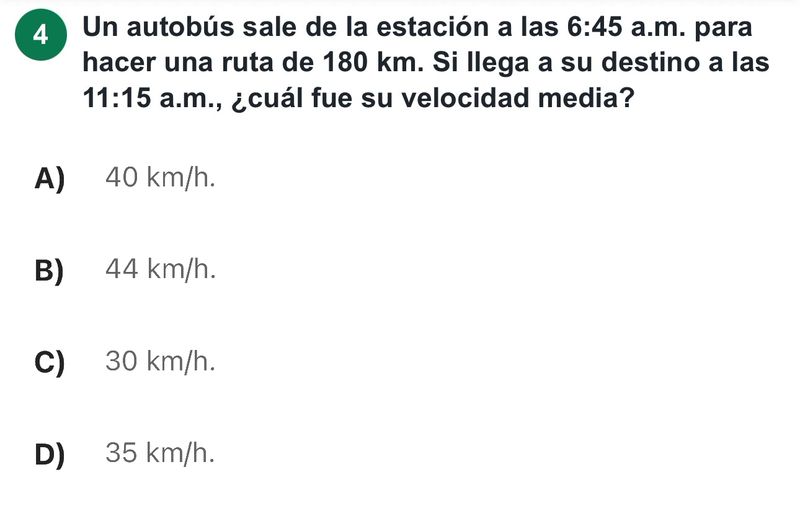 4 Un autobús sale de la estación a las 6:45 a.m. para
hacer una ruta de 180 km. Si llega a su destino a las
11:15 a.m., ¿cuál fue su velocidad media?
A) 40 km/h.
B) 44 km/h.
C) 30 km/h.
D) 35 km/h.